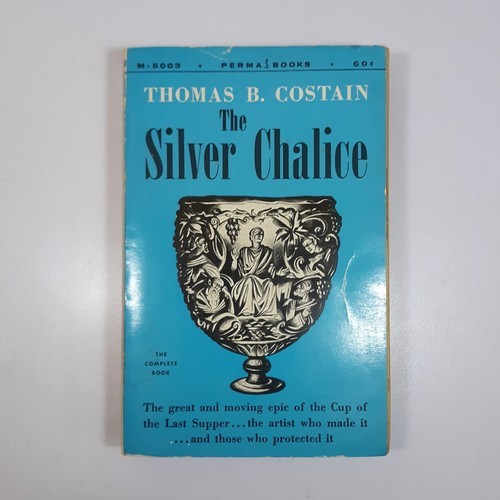 M-5003 • PERMA BOOKS • 50¢
THOMAS B. COSTAIN
The
Silver Chalice
THE
COMPLETE
BOOK
The great and moving epic of the Cup of
the Last Supper...the artist who made it
....and those who protected it